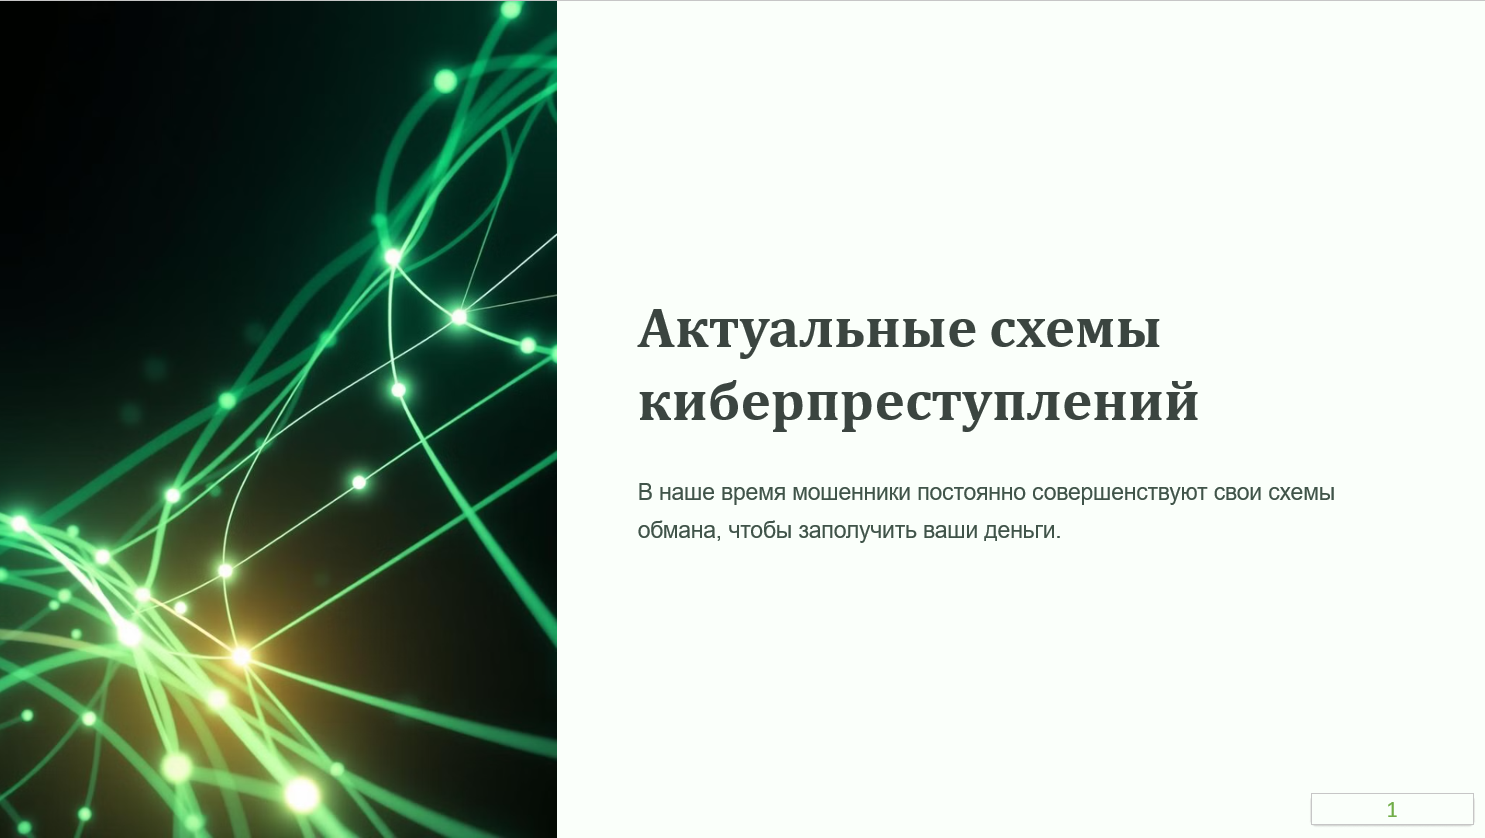 Актуальные схемы
киберпреступлений
В наше время мошенники постоянно совершенствуют свои схемы
обмана, чтобы заполучить ваши деньги.
1